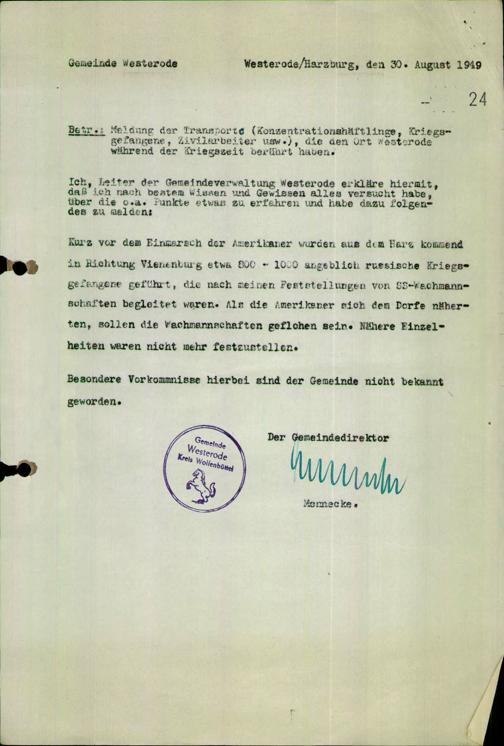 Gemeinde Westerode
Westerode/Harzburg, den 30. August 1949
24
Betr.: Meldung der Transporte (Konzentrationshäftlinge, Kriegs-
gefangene, Zivilarbeiter usw.), die den Ort Westerode
während der Kriegszeit berührt haben.
Ich, Leiter der Gemeindeverwaltung Westerode erkläre hiermit,
daß ich nach bestem Wissen und Gewissen alles versucht habe,
über die o.a. Punkte etwas zu erfahren und habe dazu folgen-
des zu melden:
Kurz vor dem Einmarsch der Amerikaner wurden aus dem Harz kommend
in Richtung Vienenburg etwa 800 - 1000 angeblich russische Kriegs-
gefangene geführt, die nach meinen Feststellungen von SS-Wachmann-
schaften begleitet waren. Als die Amerikaner sich dem Dorfe näher-
ten, sollen die Wachmannschaften geflohen sein. Nähere Einzel-
heiten waren nicht mehr festzustellen.
Besondere Vorkommnisse hierbei sind der Gemeinde nicht bekannt
geworden.
Der Gemeindedirektor
Gemeinde
Westerode
Kreis Wolfenbüttel